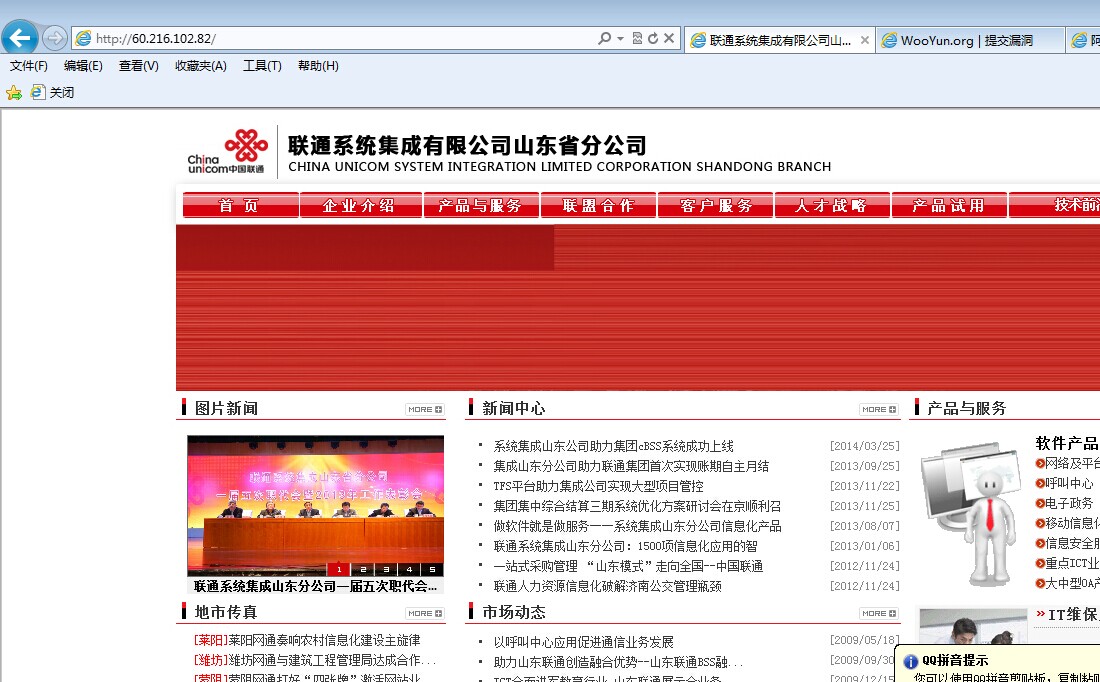 http://60.216.102.82/
联通系统集成有限公司山...
WooYun.org | 提交漏洞
文件(F) 编辑(E) 查看(V) 收藏夹(A) 工具(T) 帮助(H)
关闭
China unicom中国联通
联通系统集成有限公司山东省分公司
CHINA UNICOM SYSTEM INTEGRATION LIMITED CORPORATION SHANDONG BRANCH
首 页 企业介绍 产品与服务 联盟合作 客户服务 人才战略 产品试用 技术前
图片新闻 MORE
联通系统集成山东分公司一届五次职代会...
1 2 3 4 5
新闻中心 MORE
系统集成山东公司助力集团cBSS系统成功上线 [2014/03/25]
集成山东分公司助力联通集团首次实现账期自主月结 [2013/09/25]
TFS平台助力集成公司实现大型项目管控 [2013/11/22]
集团集中综合结算三期系统优化方案研讨会在京顺利召 [2013/11/25]
做软件就是做服务——系统集成山东分公司信息化产品 [2013/08/07]
联通系统集成山东分公司：1500项信息化应用的智 [2013/01/06]
一站式采购管理 “山东模式”走向全国--中国联通 [2012/11/24]
联通人力资源信息化破解济南公交管理瓶颈 [2012/11/24]
产品与服务
软件产品
网络及平台
呼叫中心
电子政务
移动信息化
信息安全服
重点ICT业
大中型OA产
地市传真 MORE
[莱阳]莱阳网通奏响农村信息化建设主旋律
[潍坊]潍坊网通与建筑工程管理局达成合作...
[莒南]莒南网通打好“四张牌”激活网站业
市场动态 MORE
以呼叫中心应用促进通信业务发展 [2009/05/18]
助力山东联通创造融合优势--山东联通BSS融... [2009/09/30
ICT全面进军教育行业 山东联通展示企业务 [2009/12/15
IT维保
QQ拼音提示
您可以使用QQ拼音剪贴板，复制粘贴